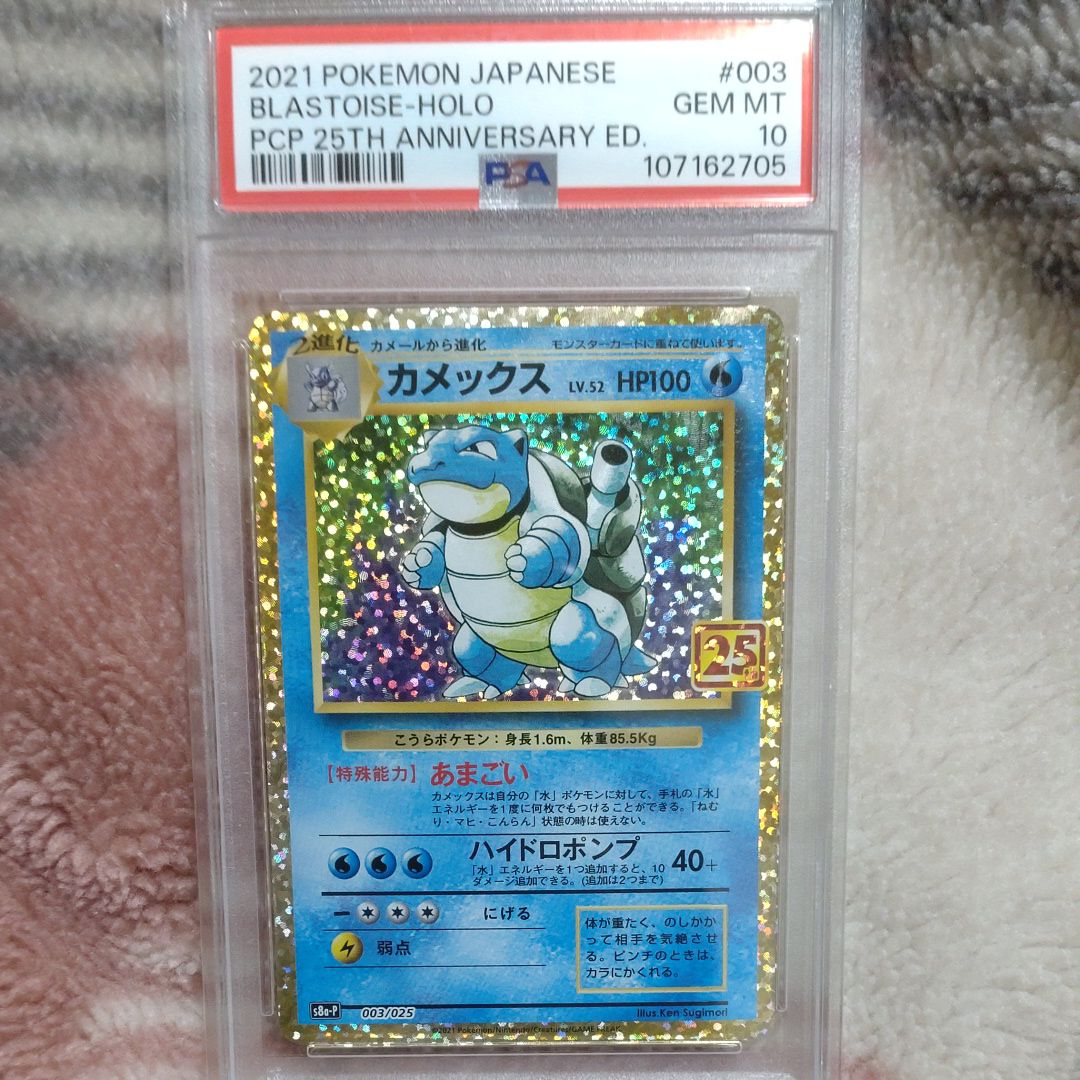 2021 POKEMON JAPANESE #003
BLASTOISE-HOLO GEM MT
PCP 25TH ANNIVERSARY ED. 10
PSA 107162705
2進化 カメールから進化 モンスターカードに重ねて使います。
カメックス LV.52 HP100
25
こうらポケモン:身長1.6m、体重85.5Kg
【特殊能力】あまごい
カメックスは自分の「水」ポケモンに対して、手札の「水」
エネルギーを1度に何枚でもつけることができる。「ねむ
り・マヒ・こんらん」状態の時は使えない。
ハイドロポンプ 40+
「水」エネルギーを1つ追加すると、10
ダメージ追加できる。(追加は2つまで)
にげる
弱点
体が重たく、のしかか
って相手を気絶させ
る。ピンチのときは、
カラにかくれる。
s8a-P 003/025 Illus.Ken Sugimori
©2021 Pokémon/Nintendo/Creatures/GAME FREAK